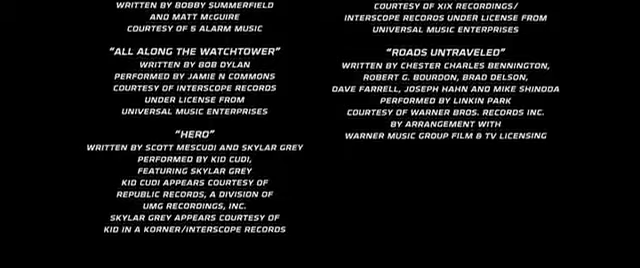 WRITTEN BY BOBBY SUMMERFIELD
AND MATT McGUIRE
COURTESY OF 5 ALARM MUSIC
"ALL ALONG THE WATCHTOWER"
WRITTEN BY BOB DYLAN
PERFORMED BY JAMIE N COMMONS
COURTESY OF INTERSCOPE RECORDS
UNDER LICENSE FROM
UNIVERSAL MUSIC ENTERPRISES
"HERO"
WRITTEN BY SCOTT MESCUDI AND SKYLAR GREY
PERFORMED BY KID CUDI,
FEATURING SKYLAR GREY
KID CUDI APPEARS COURTESY OF
REPUBLIC RECORDS, A DIVISION OF
UMG RECORDINGS, INC.
SKYLAR GREY APPEARS COURTESY OF
KID IN A KORNER/INTERSCOPE RECORDS
COURTESY OF XIX RECORDINGS/
INTERSCOPE RECORDS UNDER LICENSE FROM
UNIVERSAL MUSIC ENTERPRISES
"ROADS UNTRAVELED"
WRITTEN BY CHESTER CHARLES BENNINGTON,
ROBERT G. BOURDON, BRAD DELSON,
DAVE FARRELL, JOSEPH HAHN AND MIKE SHINODA
PERFORMED BY LINKIN PARK
COURTESY OF WARNER BROS. RECORDS INC.
BY ARRANGEMENT WITH
WARNER MUSIC GROUP FILM & TV LICENSING